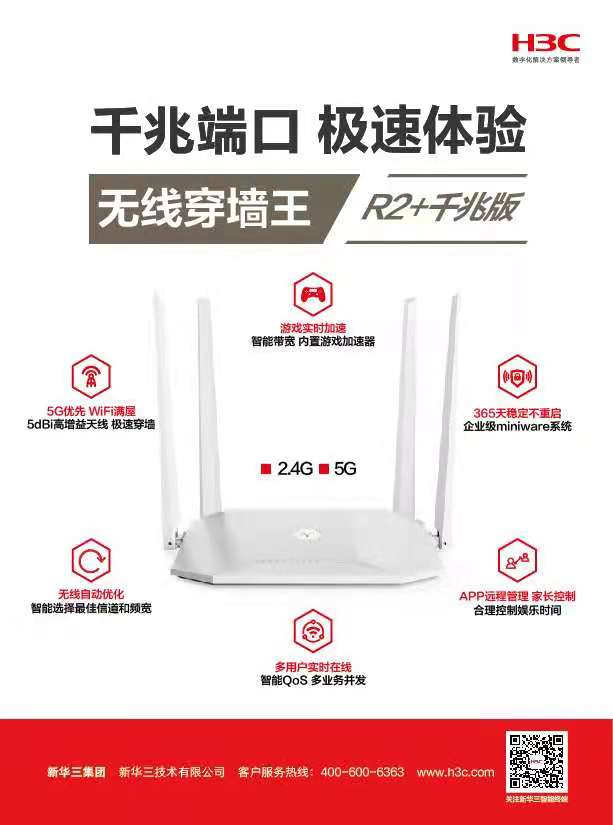 H3C
数字化解决方案领导者
千兆端口 极速体验
无线穿墙王
R2+千兆版
游戏实时加速
智能带宽 内置游戏加速器
5G优先 WiFi满屋
5dBi高增益天线 极速穿墙
365天稳定不重启
企业级miniware系统
2.4G 5G
无线自动优化
智能选择最佳信道和频宽
APP远程管理 家长控制
合理控制娱乐时间
多用户实时在线
智能QoS 多业务并发
新华三集团 新华三技术有限公司 客户服务热线：400-600-6363 www.h3c.com
H3C
关注新华三智能终端